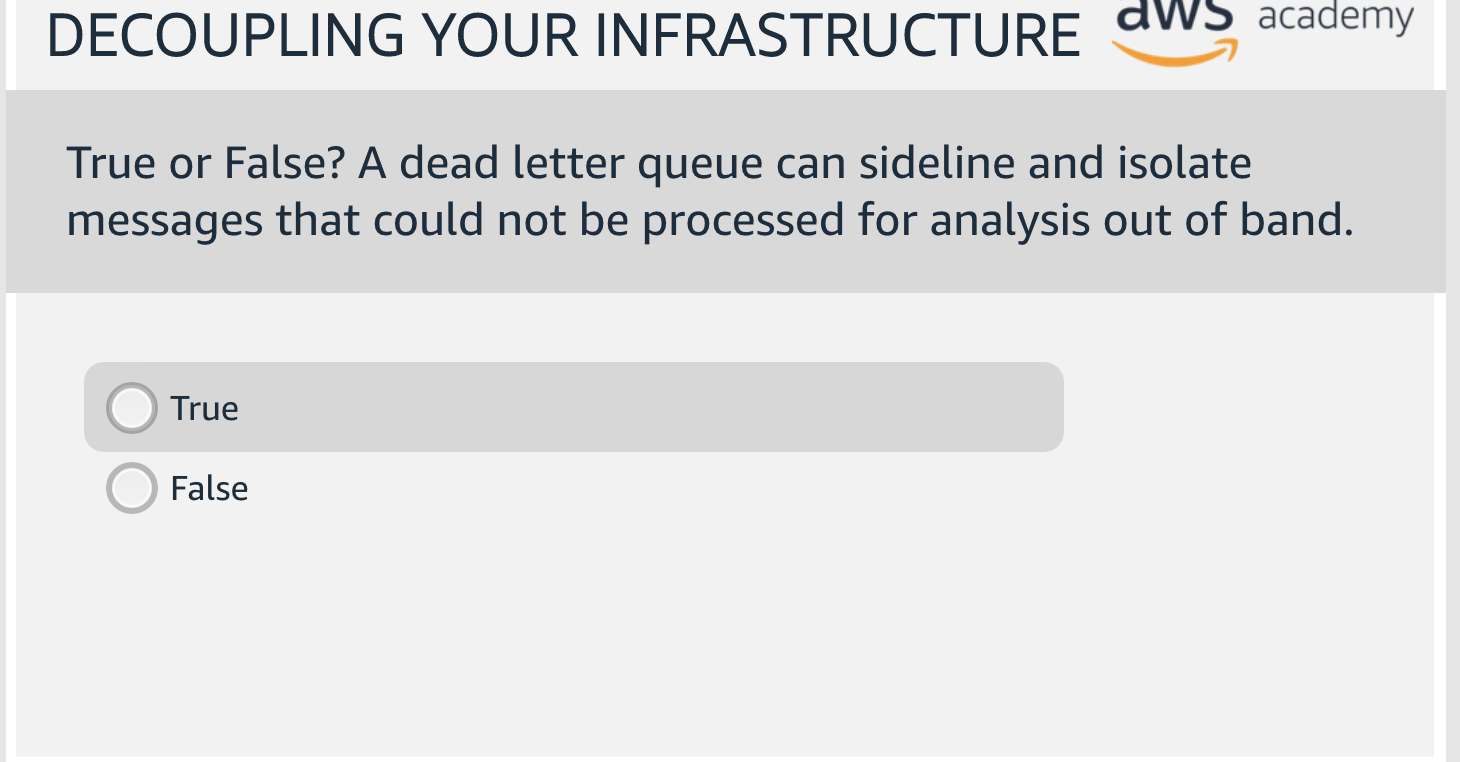 DECOUPLING YOUR INFRASTRUCTURE
aws academy
True or False? A dead letter queue can sideline and isolate
messages that could not be processed for analysis out of band.
True
False